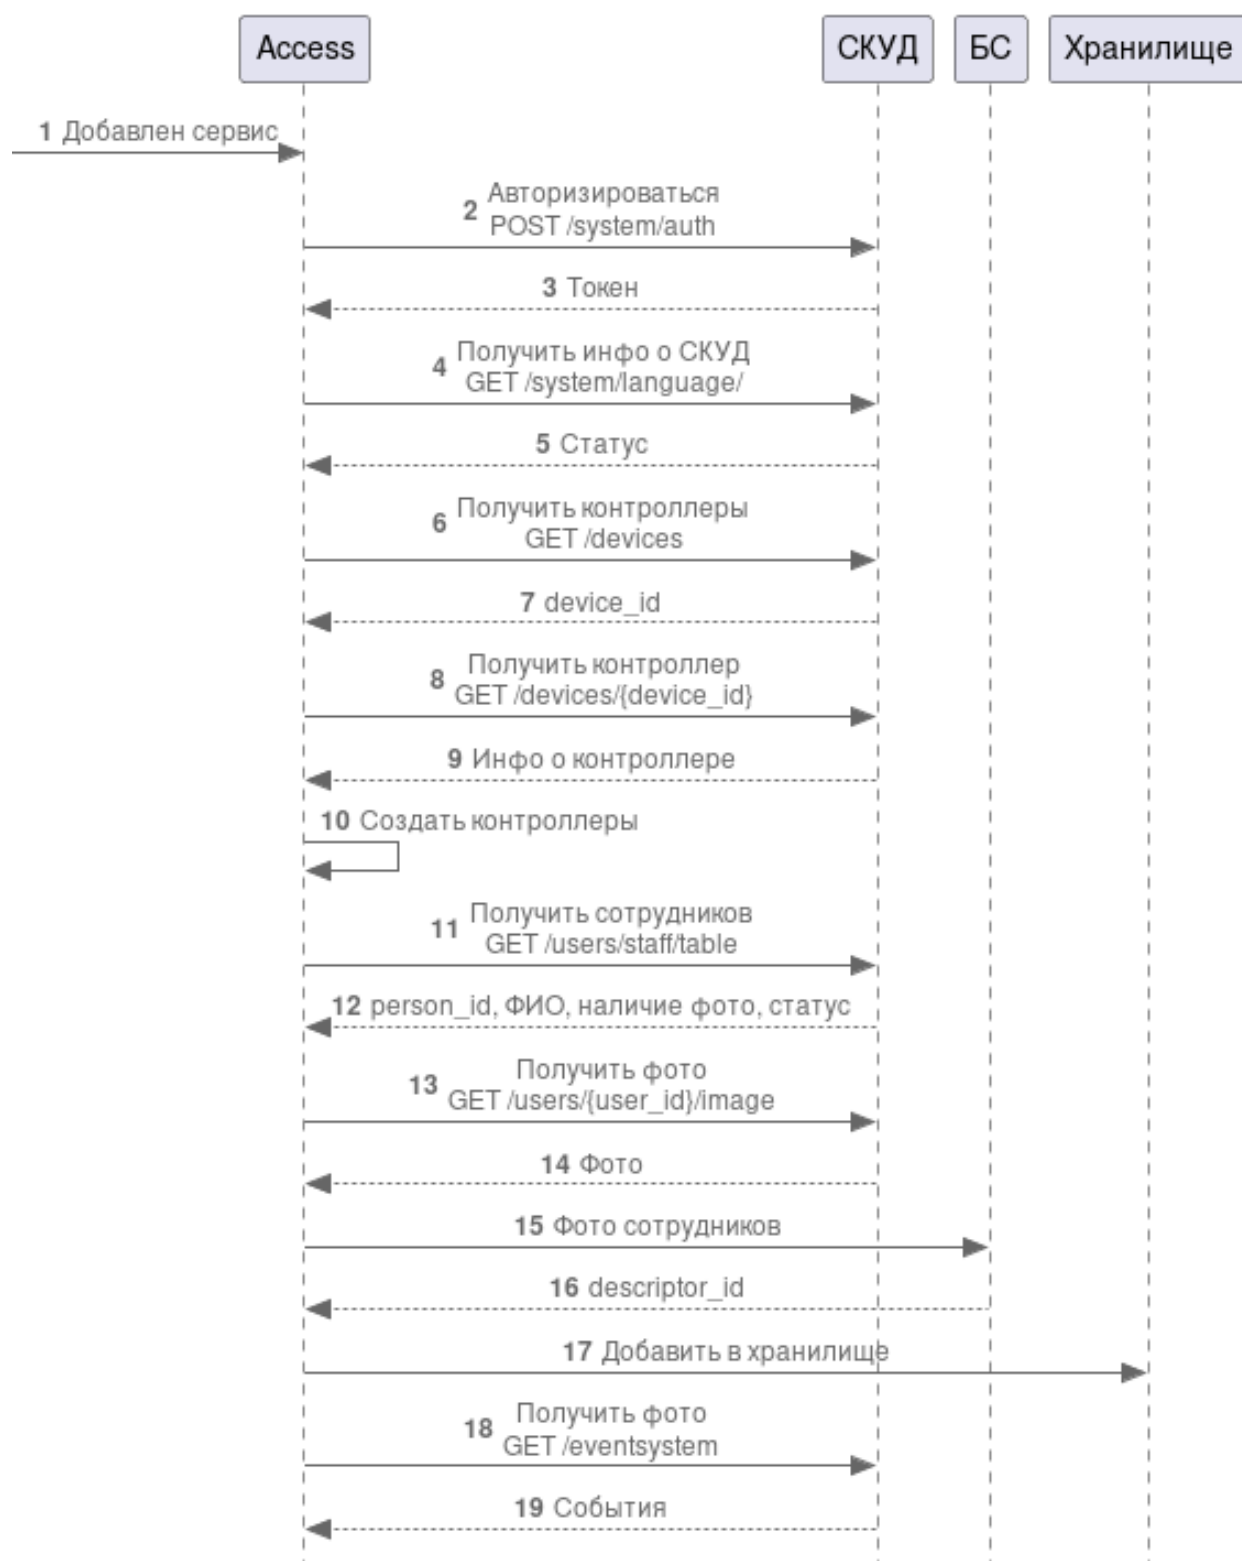 Access
СКУД
БС
Хранилище
1 Добавлен сервис
2 Авторизироваться
POST /system/auth
3 Токен
4 Получить инфо о СКУД
GET /system/language/
5 Статус
6 Получить контроллеры
GET /devices
7 device_id
8 Получить контроллер
GET /devices/{device_id}
9 Инфо о контроллере
10 Создать контроллеры
11 Получить сотрудников
GET /users/staff/table
12 person_id, ФИО, наличие фото, статус
13 Получить фото
GET /users/{user_id}/image
14 Фото
15 Фото сотрудников
16 descriptor_id
17 Добавить в хранилище
18 Получить фото
GET /eventsystem
19 События